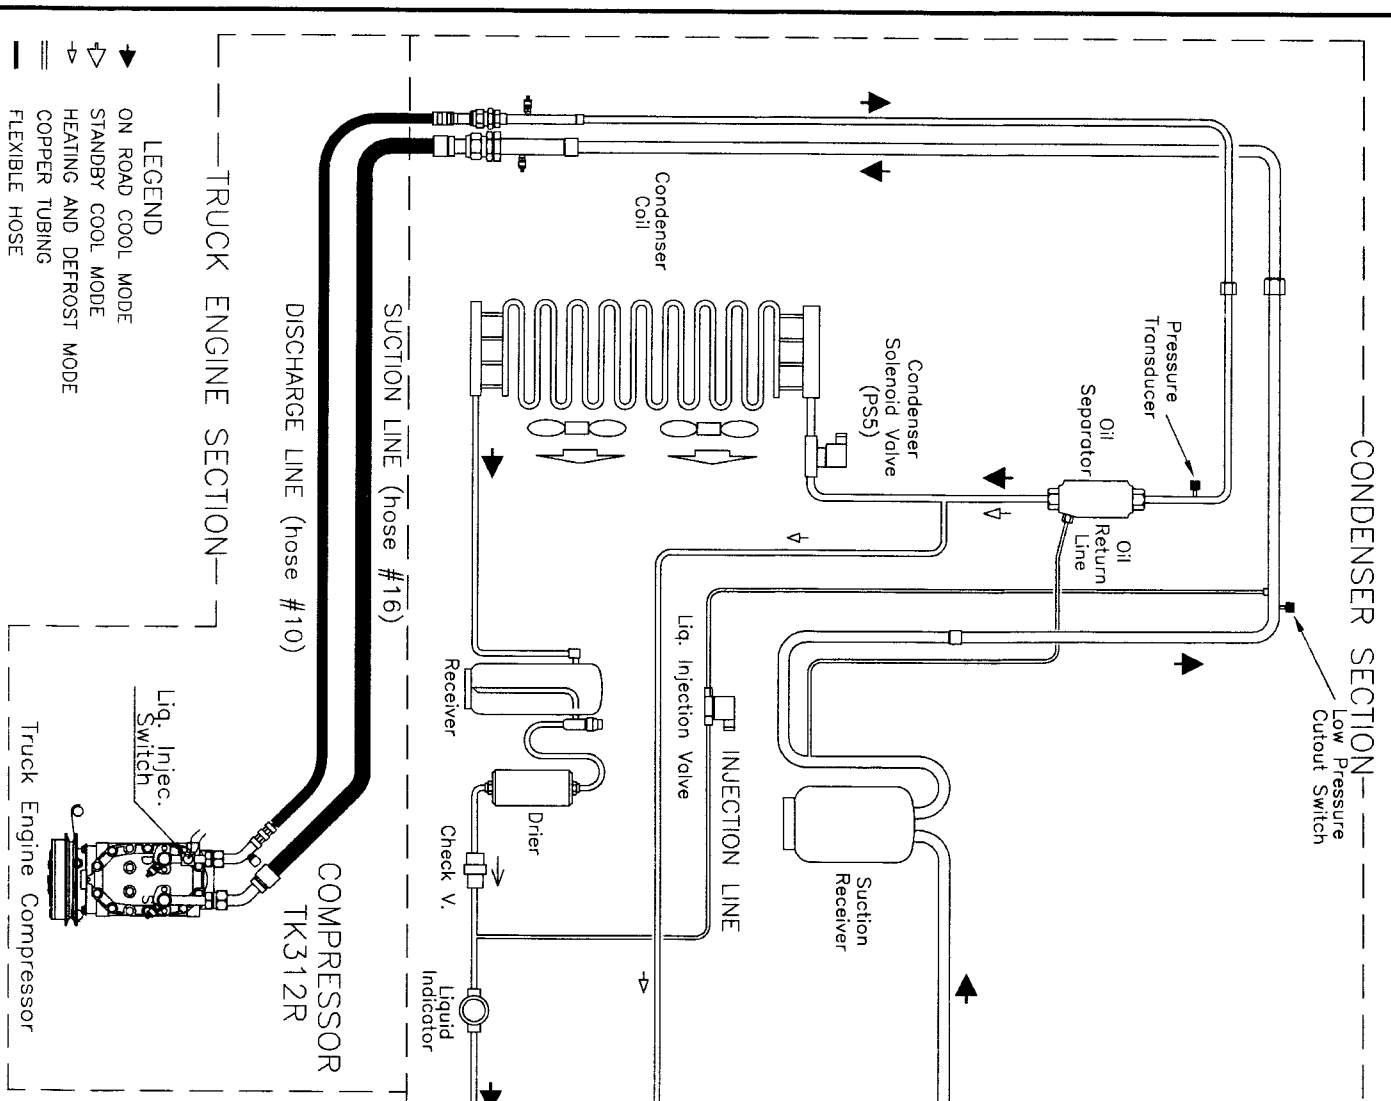 CONDENSER SECTION
Low Pressure
Cutout Switch
Pressure
Transducer
Oil
Separator
Oil
Return
Line
Condenser
Solenoid Valve
(PS5)
Suction
Receiver
INJECTION LINE
Liq. Injection Valve
Condenser
Coil
Drier
Receiver
Check V.
Liquid
Indicator
SUCTION LINE (hose #16)
DISCHARGE LINE (hose #10)
COMPRESSOR
TK312R
TRUCK ENGINE SECTION
Liq. Injec.
Switch
Truck Engine Compressor
LEGEND
ON ROAD COOL MODE
STANDBY COOL MODE
HEATING AND DEFROST MODE
COPPER TUBING
FLEXIBLE HOSE
D
S